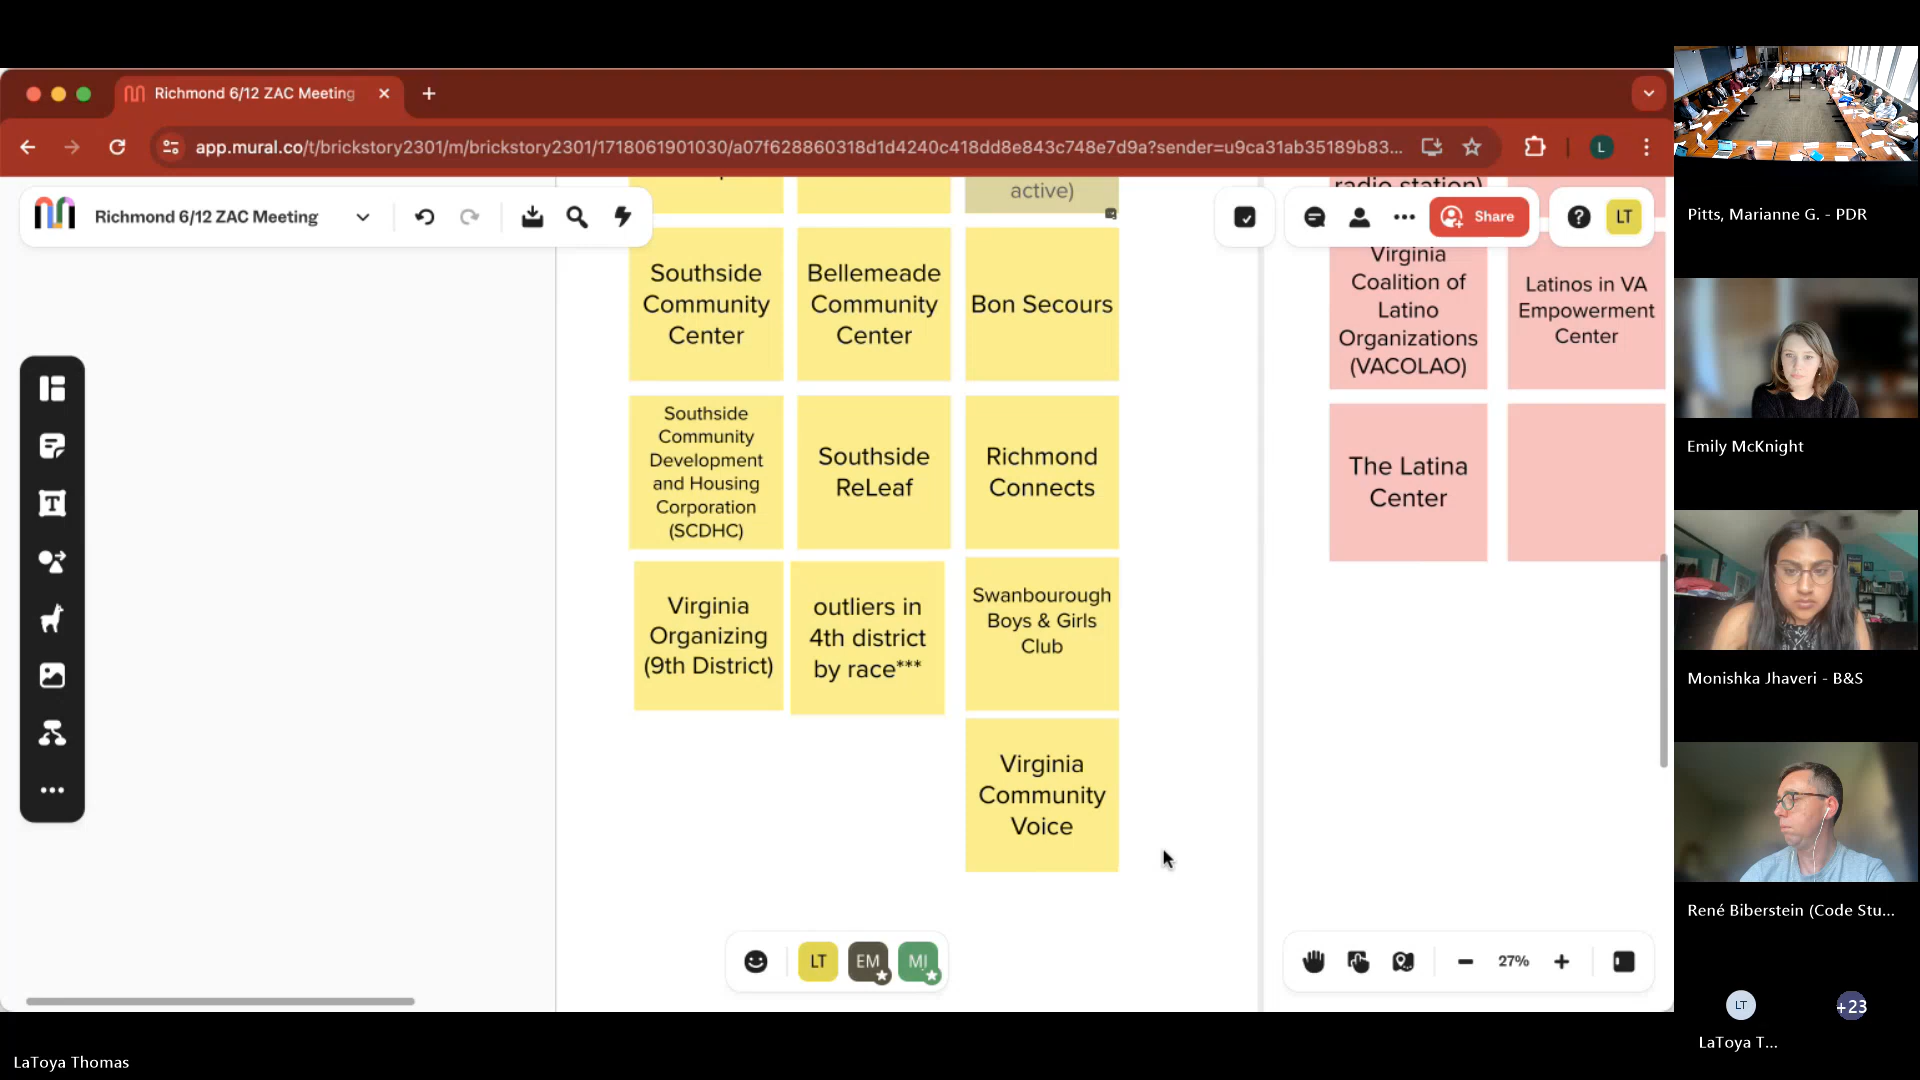 Richmond 6/12 ZAC Meeting
app.mural.co/t/brickstory2301/m/brickstory2301/1718061901030/a07f628860318d1d4240c418dd8e843c748e7d9a?sender=u9ca31ab35189b83...
L
Richmond 6/12 ZAC Meeting
Share
LT
active)
radio station)
Southside
Community
Center
Bellemeade
Community
Center
Bon Secours
Virginia
Coalition of
Latino
Organizations
(VACOLAO)
Latinos in VA
Empowerment
Center
Southside
Community
Development
and Housing
Corporation
(SCDHC)
Southside
ReLeaf
Richmond
Connects
The Latina
Center
Virginia
Organizing
(9th District)
outliers in
4th district
by race***
Swanbourough
Boys & Girls
Club
Virginia
Community
Voice
LT
EM
MJ
27%
Pitts, Marianne G. - PDR
Emily McKnight
Monishka Jhaveri - B&S
René Biberstein (Code Stu...
LT
+23
LaToya T...
LaToya Thomas